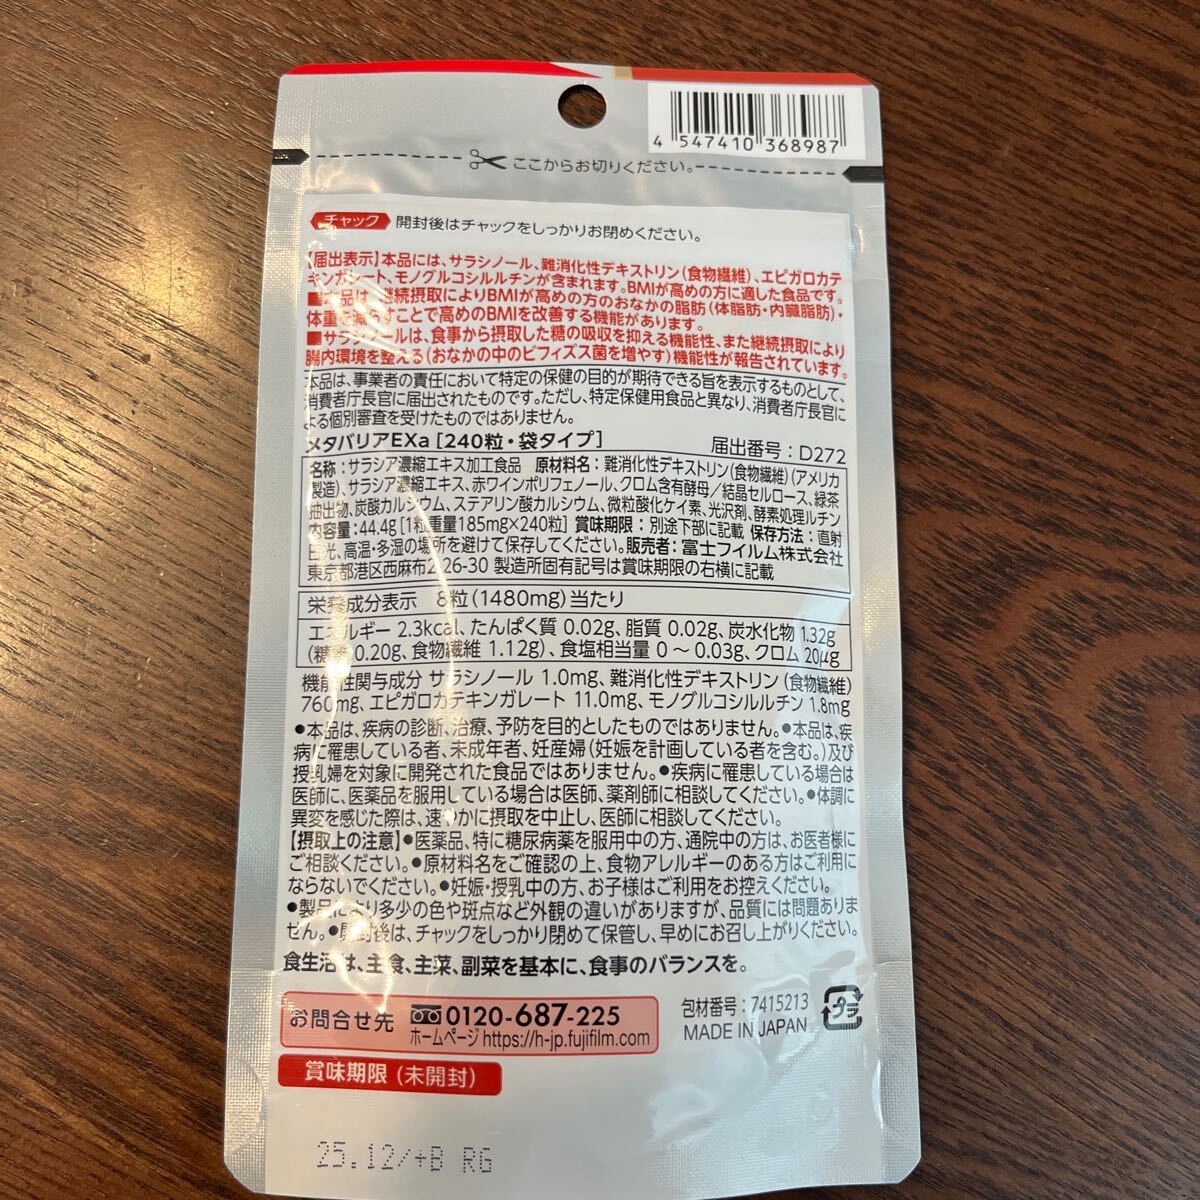 4 547410 368987
ここからお切りください。
チャック 開封後はチャックをしっかりお閉めください。
【届出表示】本品には、サラシノール、難消化性デキストリン(食物繊維)、エピガロカテ
キンガレート、モノグルコシルルチンが含まれます。BMIが高めの方に適した食品です。
■本品は、継続摂取によりBMIが高めの方のおなかの脂肪(体脂肪・内臓脂肪)・
体重を減らすことで高めのBMIを改善する機能があります。
■サラシノールは、食事から摂取した糖の吸収を抑える機能性、また継続摂取により
腸内環境を整える(おなかの中のビフィズス菌を増やす)機能性が報告されています。
本品は、事業者の責任において特定の保健の目的が期待できる旨を表示するものとして、
消費者庁長官に届出されたものです。ただし、特定保健用食品と異なり、消費者庁長官に
よる個別審査を受けたものではありません。
メタバリアEXa [240粒・袋タイプ] 届出番号:D272
名称:サラシア濃縮エキス加工食品 原材料名:難消化性デキストリン(食物繊維)(アメリカ
製造)、サラシア濃縮エキス、赤ワインポリフェノール、クロム含有酵母/結晶セルロース、緑茶
抽出物、炭酸カルシウム、ステアリン酸カルシウム、微粒酸化ケイ素、光沢剤、酵素処理ルチン
内容量:44.4g[1粒重量185mg×240粒] 賞味期限:別途下部に記載 保存方法:直射
日光、高温・多湿の場所を避けて保存してください。販売者:富士フイルム株式会社
東京都港区西麻布2-26-30 製造所固有記号は賞味期限の右横に記載
栄養成分表示 8粒(1480mg)当たり
エネルギー 2.3kcal、たんぱく質 0.02g、脂質 0.02g、炭水化物 1.32g
(糖質 0.20g、食物繊維 1.12g)、食塩相当量 0～0.03g、クロム 20μg
機能性関与成分 サラシノール 1.0mg、難消化性デキストリン(食物繊維)
760mg、エピガロカテキンガレート 11.0mg、モノグルコシルルチン 1.8mg
●本品は、疾病の診断、治療、予防を目的としたものではありません。●本品は、疾
病に罹患している者、未成年者、妊産婦(妊娠を計画している者を含む。)及び
授乳婦を対象に開発された食品ではありません。●疾病に罹患している場合は
医師に、医薬品を服用している場合は医師、薬剤師に相談してください。●体調に
異変を感じた際は、速やかに摂取を中止し、医師に相談してください。
【摂取上の注意】●医薬品、特に糖尿病薬を服用中の方、通院中の方は、お医者様に
ご相談ください。●原材料名をご確認の上、食物アレルギーのある方はご利用に
ならないでください。●妊娠・授乳中の方、お子様はご利用をお控えください。
●製品により多少の色や斑点など外観の違いがありますが、品質には問題ありま
せん。●開封後は、チャックをしっかり閉めて保管し、早めにお召し上がりください。
食生活は、主食、主菜、副菜を基本に、食事のバランスを。
お問合せ先 0120-687-225
ホームページ https://h-jp.fujifilm.com
包材番号:7415213
MADE IN JAPAN
プラ
賞味期限(未開封)
25.12/+B RG